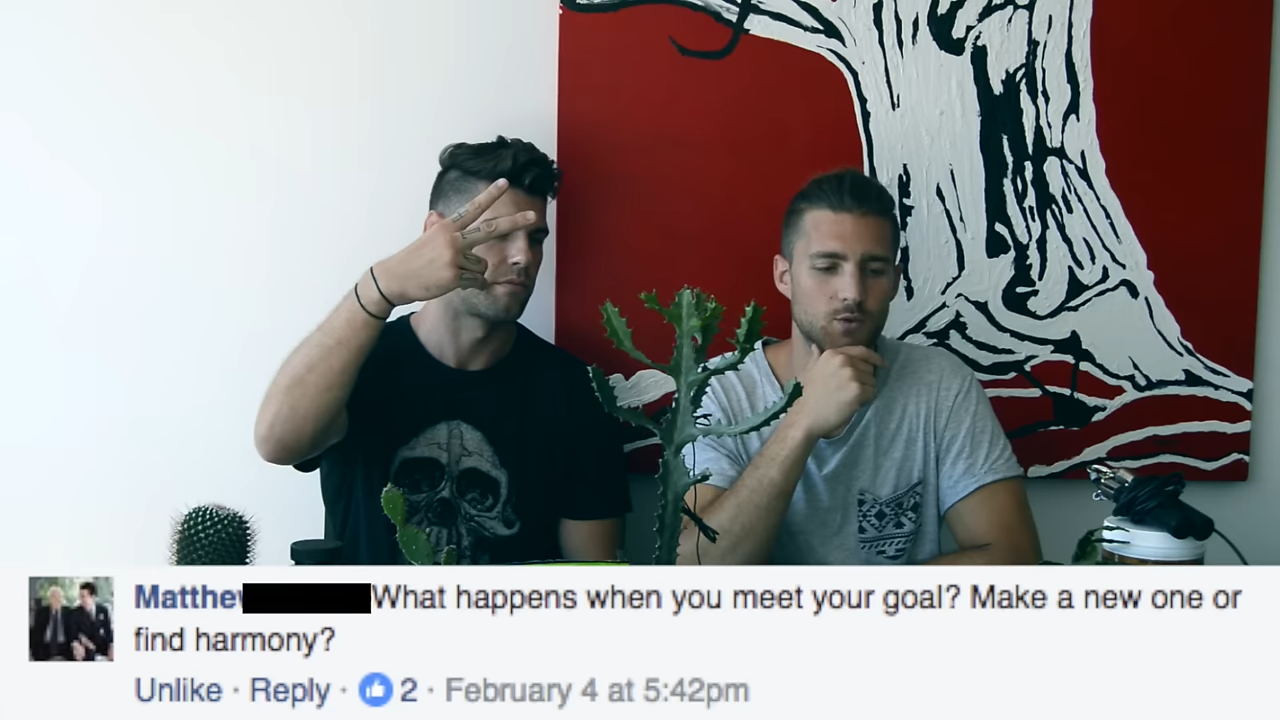 Matthew What happens when you meet your goal? Make a new one or
find harmony?
Unlike · Reply · 2 · February 4 at 5:42pm